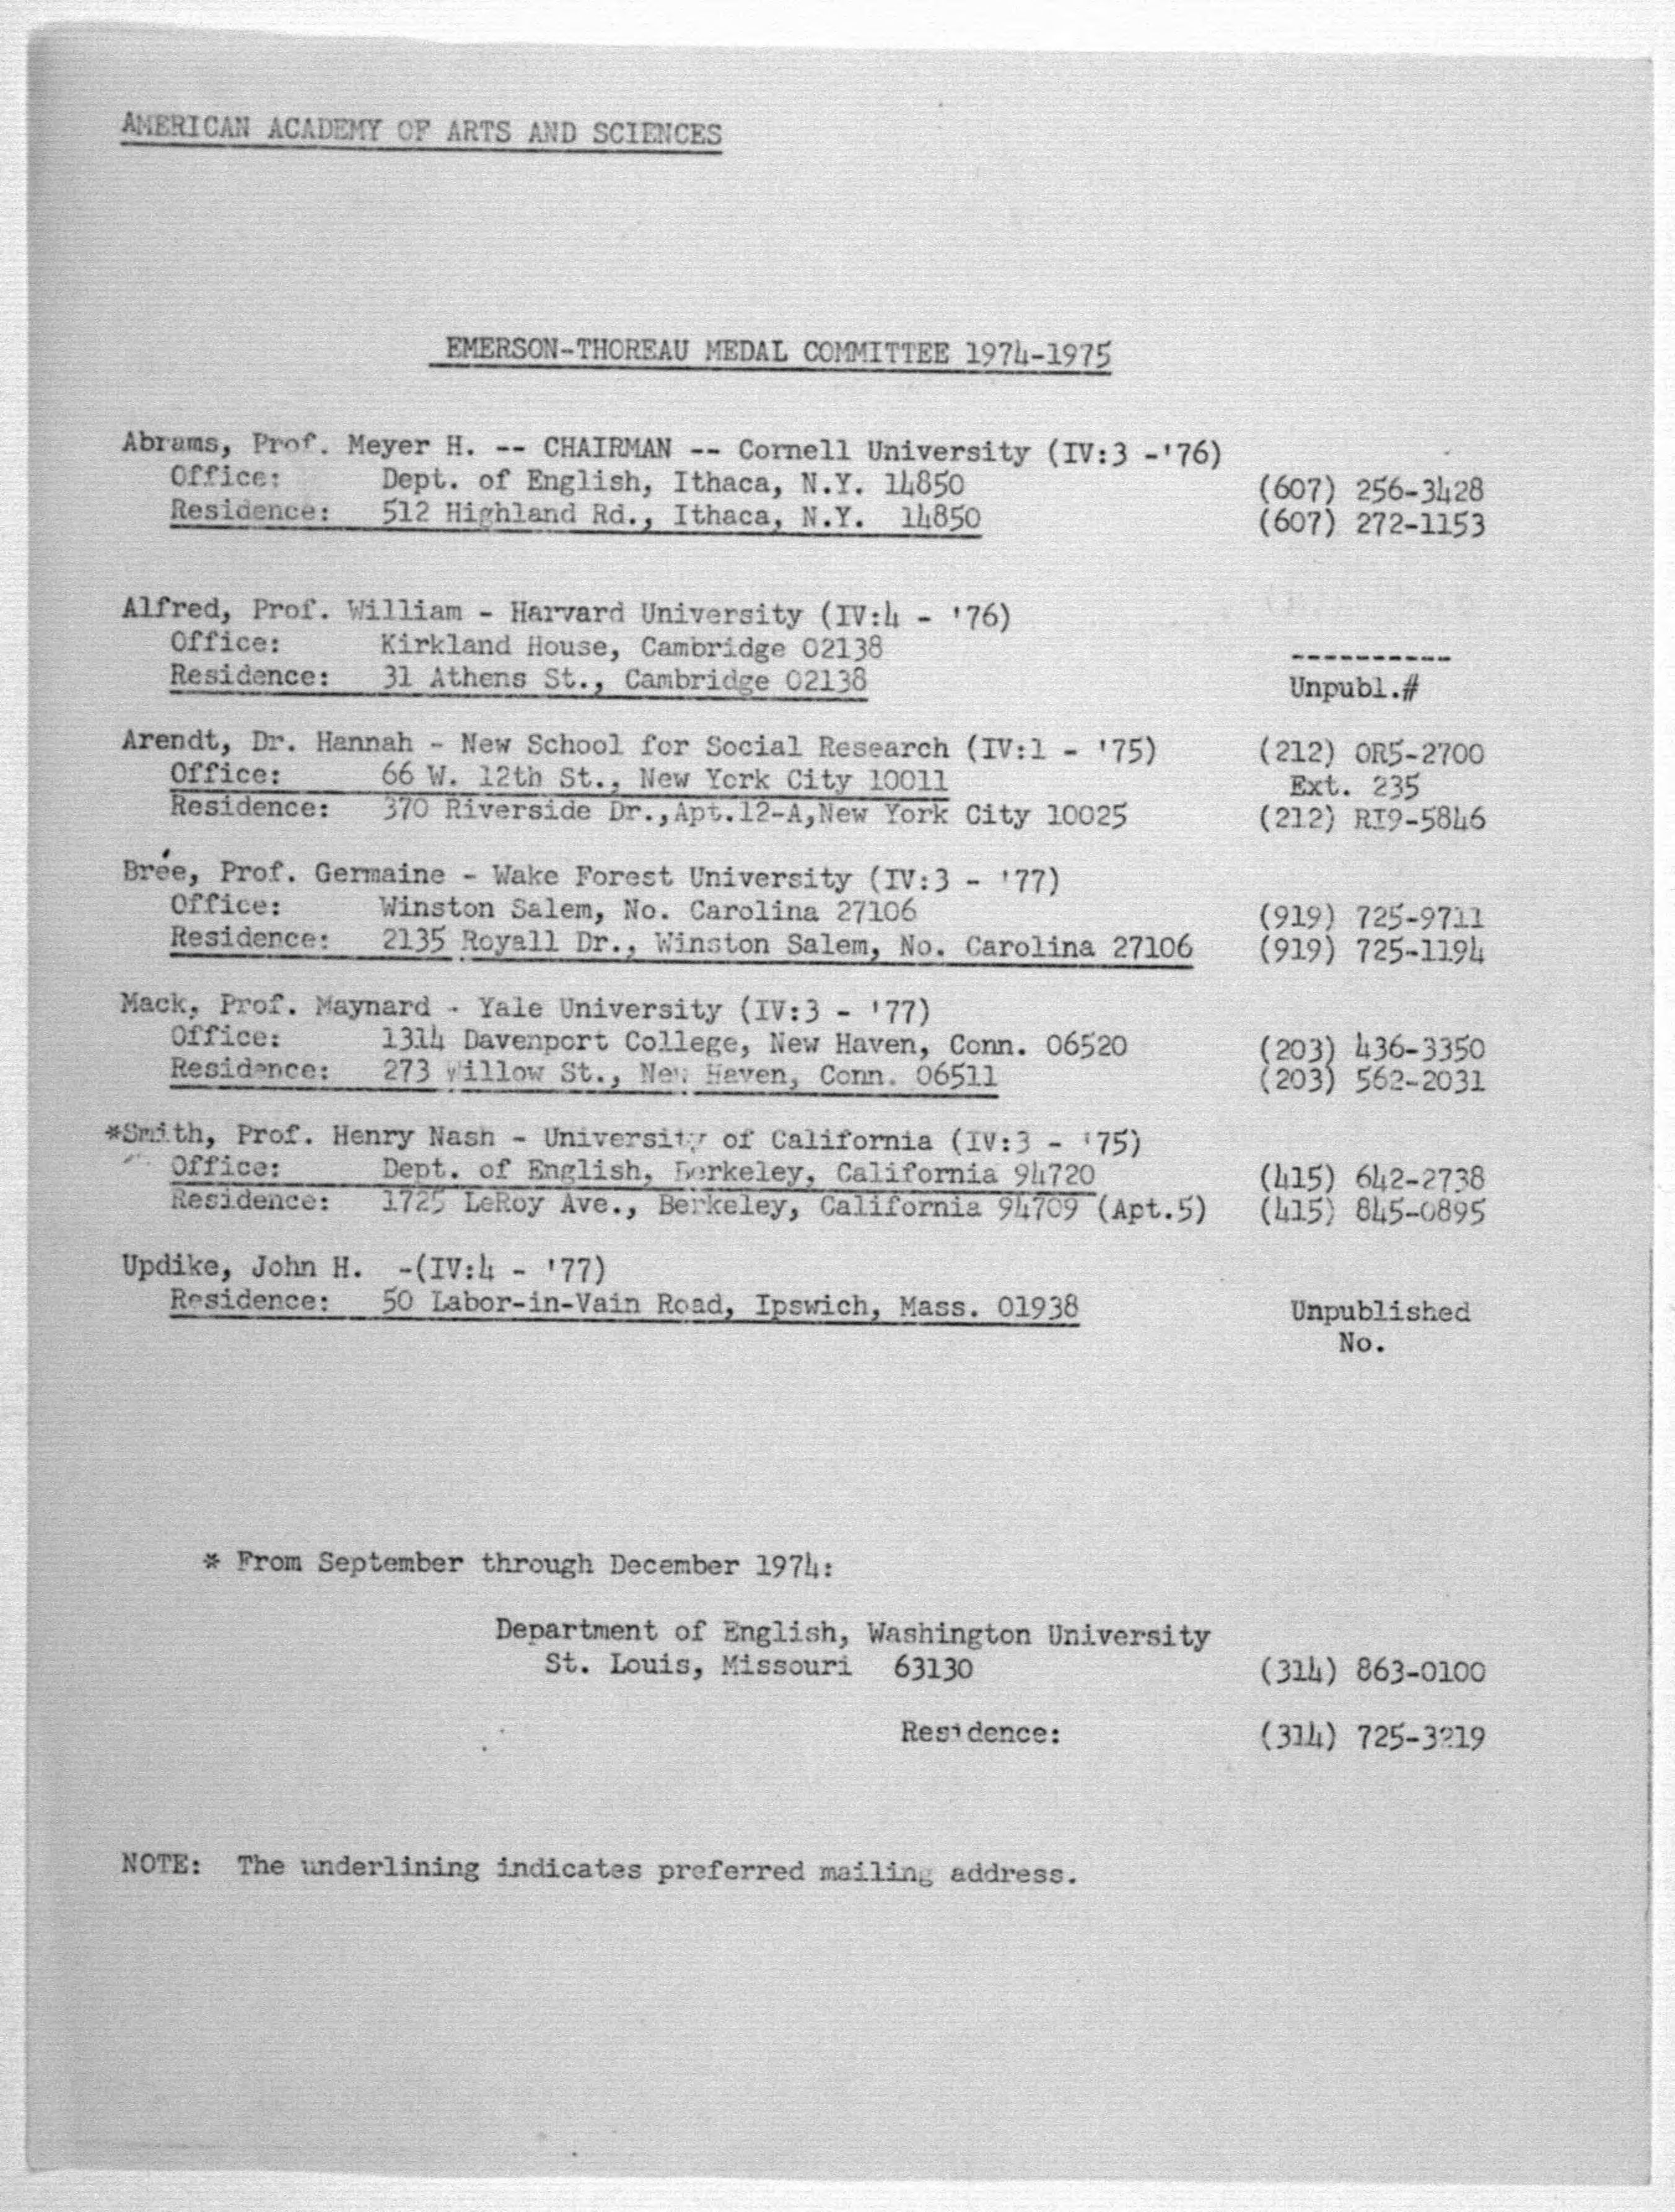 AMERICAN ACADEMY OF ARTS AND SCIENCES
EMERSON-THOREAU MEDAL COMMITTEE 1974-1975
Abrams, Prof. Meyer H. -- CHAIRMAN -- Cornell University (IV:3 -'76)
Office: Dept. of English, Ithaca, N.Y. 14850 (607) 256-3428
Residence: 512 Highland Rd., Ithaca, N.Y. 14850 (607) 272-1153
Alfred, Prof. William - Harvard University (IV:4 - '76)
Office: Kirkland House, Cambridge 02138 ----------
Residence: 31 Athens St., Cambridge 02138 Unpubl.#
Arendt, Dr. Hannah - New School for Social Research (IV:1 - '75) (212) OR5-2700
Office: 66 W. 12th St., New York City 10011 Ext. 235
Residence: 370 Riverside Dr.,Apt.12-A,New York City 10025 (212) RI9-5846
Brée, Prof. Germaine - Wake Forest University (IV:3 - '77)
Office: Winston Salem, No. Carolina 27106 (919) 725-9711
Residence: 2135 Royall Dr., Winston Salem, No. Carolina 27106 (919) 725-1194
Mack, Prof. Maynard - Yale University (IV:3 - '77)
Office: 1314 Davenport College, New Haven, Conn. 06520 (203) 436-3350
Residence: 273 Willow St., New Haven, Conn. 06511 (203) 562-2031
*Smith, Prof. Henry Nash - University of California (IV:3 - '75)
Office: Dept. of English, Berkeley, California 94720 (415) 642-2738
Residence: 1725 LeRoy Ave., Berkeley, California 94709 (Apt.5) (415) 845-0895
Updike, John H. -(IV:4 - '77)
Residence: 50 Labor-in-Vain Road, Ipswich, Mass. 01938 Unpublished
No.
* From September through December 1974:
Department of English, Washington University
St. Louis, Missouri 63130 (314) 863-0100
Residence: (314) 725-3219
NOTE: The underlining indicates preferred mailing address.